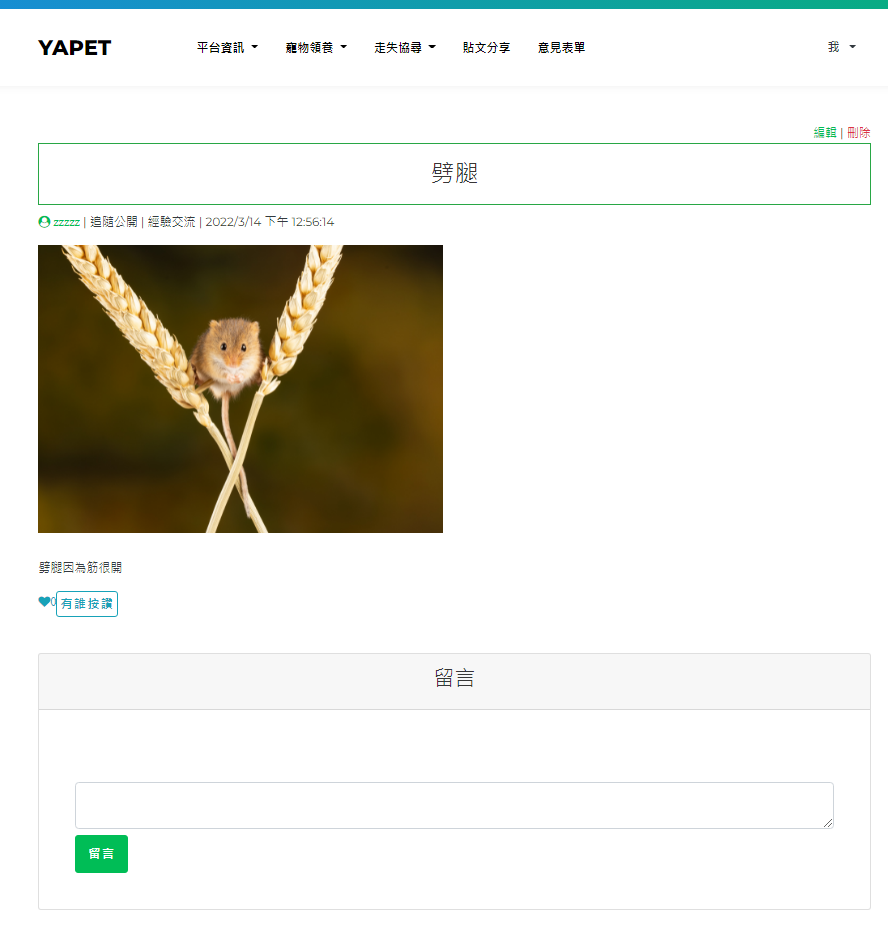 YAPET 平台資訊 寵物領養 走失協尋 貼文分享 意見表單 我
編輯 | 刪除
劈腿
zzzzz | 追隨公開 | 經驗交流 | 2022/3/14 下午 12:56:14
劈腿因為筋很開
0 有誰按讚
留言
留言